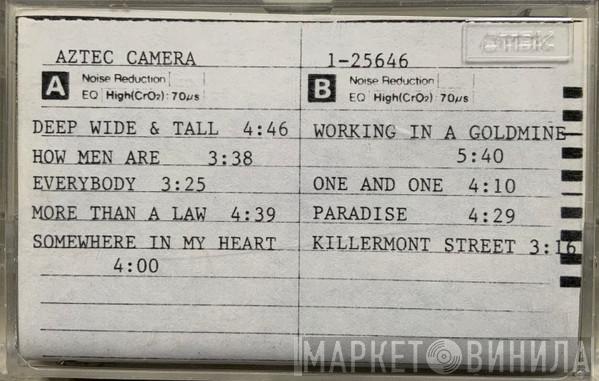 AZTEC CAMERA
1-25646
TDK
A Noise Reduction
EQ High(CrO₂): 70µs
B Noise Reduction
EQ High(CrO₂): 70µs
DEEP WIDE & TALL 4:46
HOW MEN ARE 3:38
EVERYBODY 3:25
MORE THAN A LAW 4:39
SOMEWHERE IN MY HEART
4:00
WORKING IN A GOLDMINE
5:40
ONE AND ONE 4:10
PARADISE 4:29
KILLERMONT STREET 3:16
МАРКЕТ ВИНИЛА